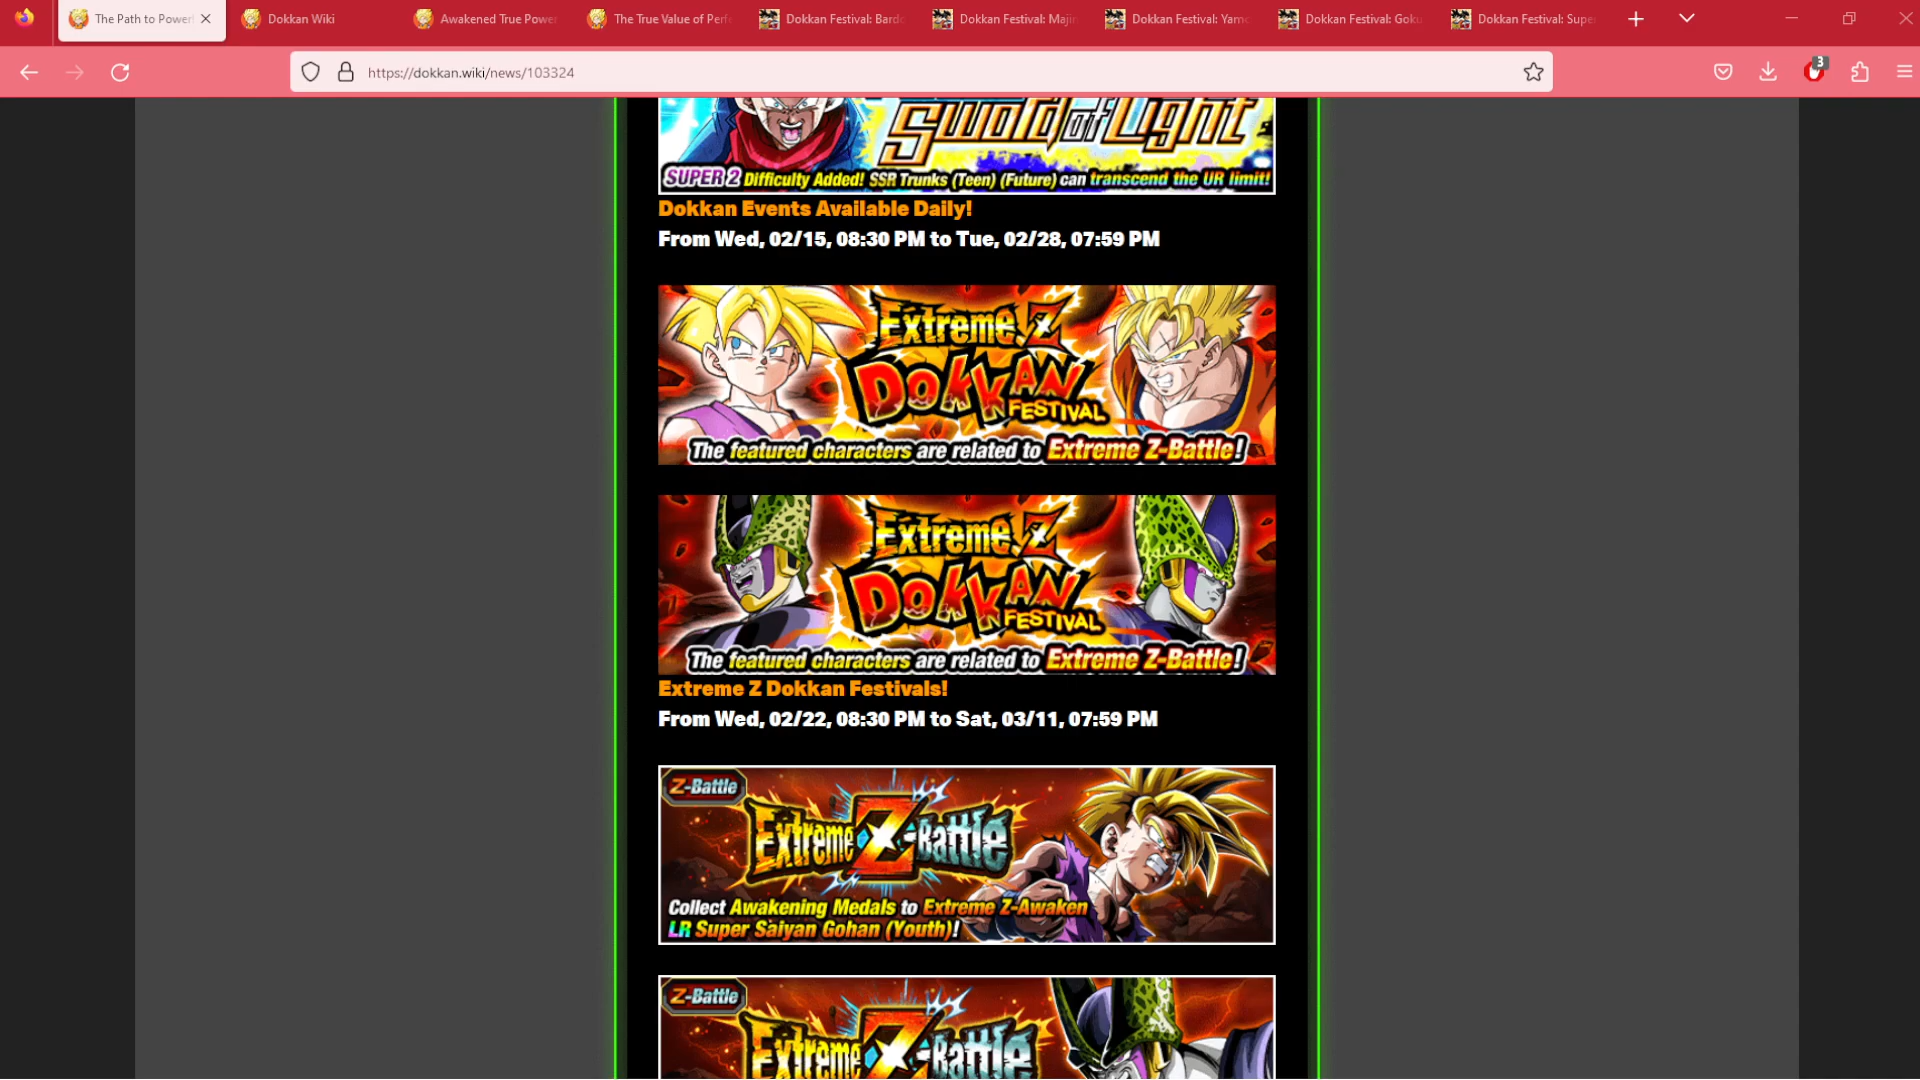 The Path to Power
Dokkan Wiki
Awakened True Power
The True Value of Perf
Dokkan Festival: Bardo
Dokkan Festival: Majin
Dokkan Festival: Yamc
Dokkan Festival: Goku
Dokkan Festival: Supe
https://dokkan.wiki/news/103324
3
Sword of Light
SUPER 2 Difficulty Added! SSR Trunks (Teen) (Future) can transcend the UR limit!
Dokkan Events Available Daily!
From Wed, 02/15, 08:30 PM to Tue, 02/28, 07:59 PM
Extreme Z
DOKKAN
FESTIVAL
The featured characters are related to Extreme Z-Battle!
Extreme Z
DOKKAN
FESTIVAL
The featured characters are related to Extreme Z-Battle!
Extreme Z Dokkan Festivals!
From Wed, 02/22, 08:30 PM to Sat, 03/11, 07:59 PM
Z-Battle
Extreme Z-Battle
Collect Awakening Medals to Extreme Z-Awaken
LR Super Saiyan Gohan (Youth)!
Z-Battle
Extreme Z-Battle